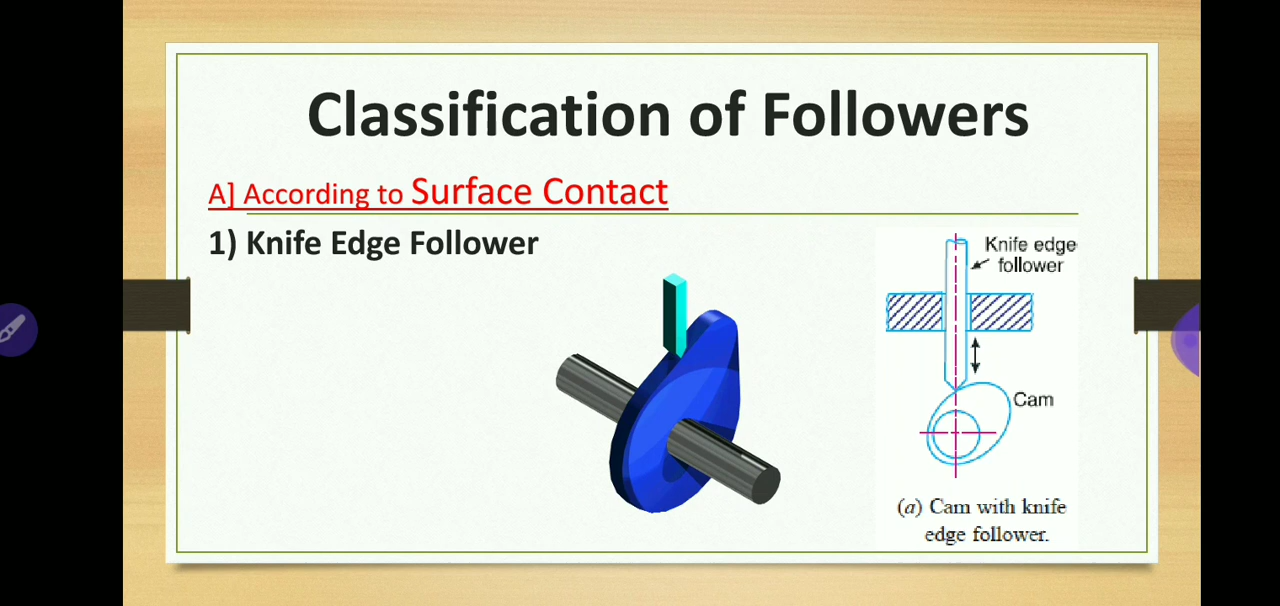 Classification of Followers
A] According to Surface Contact
1) Knife Edge Follower
Knife edge
follower
Cam
(a) Cam with knife
edge follower.